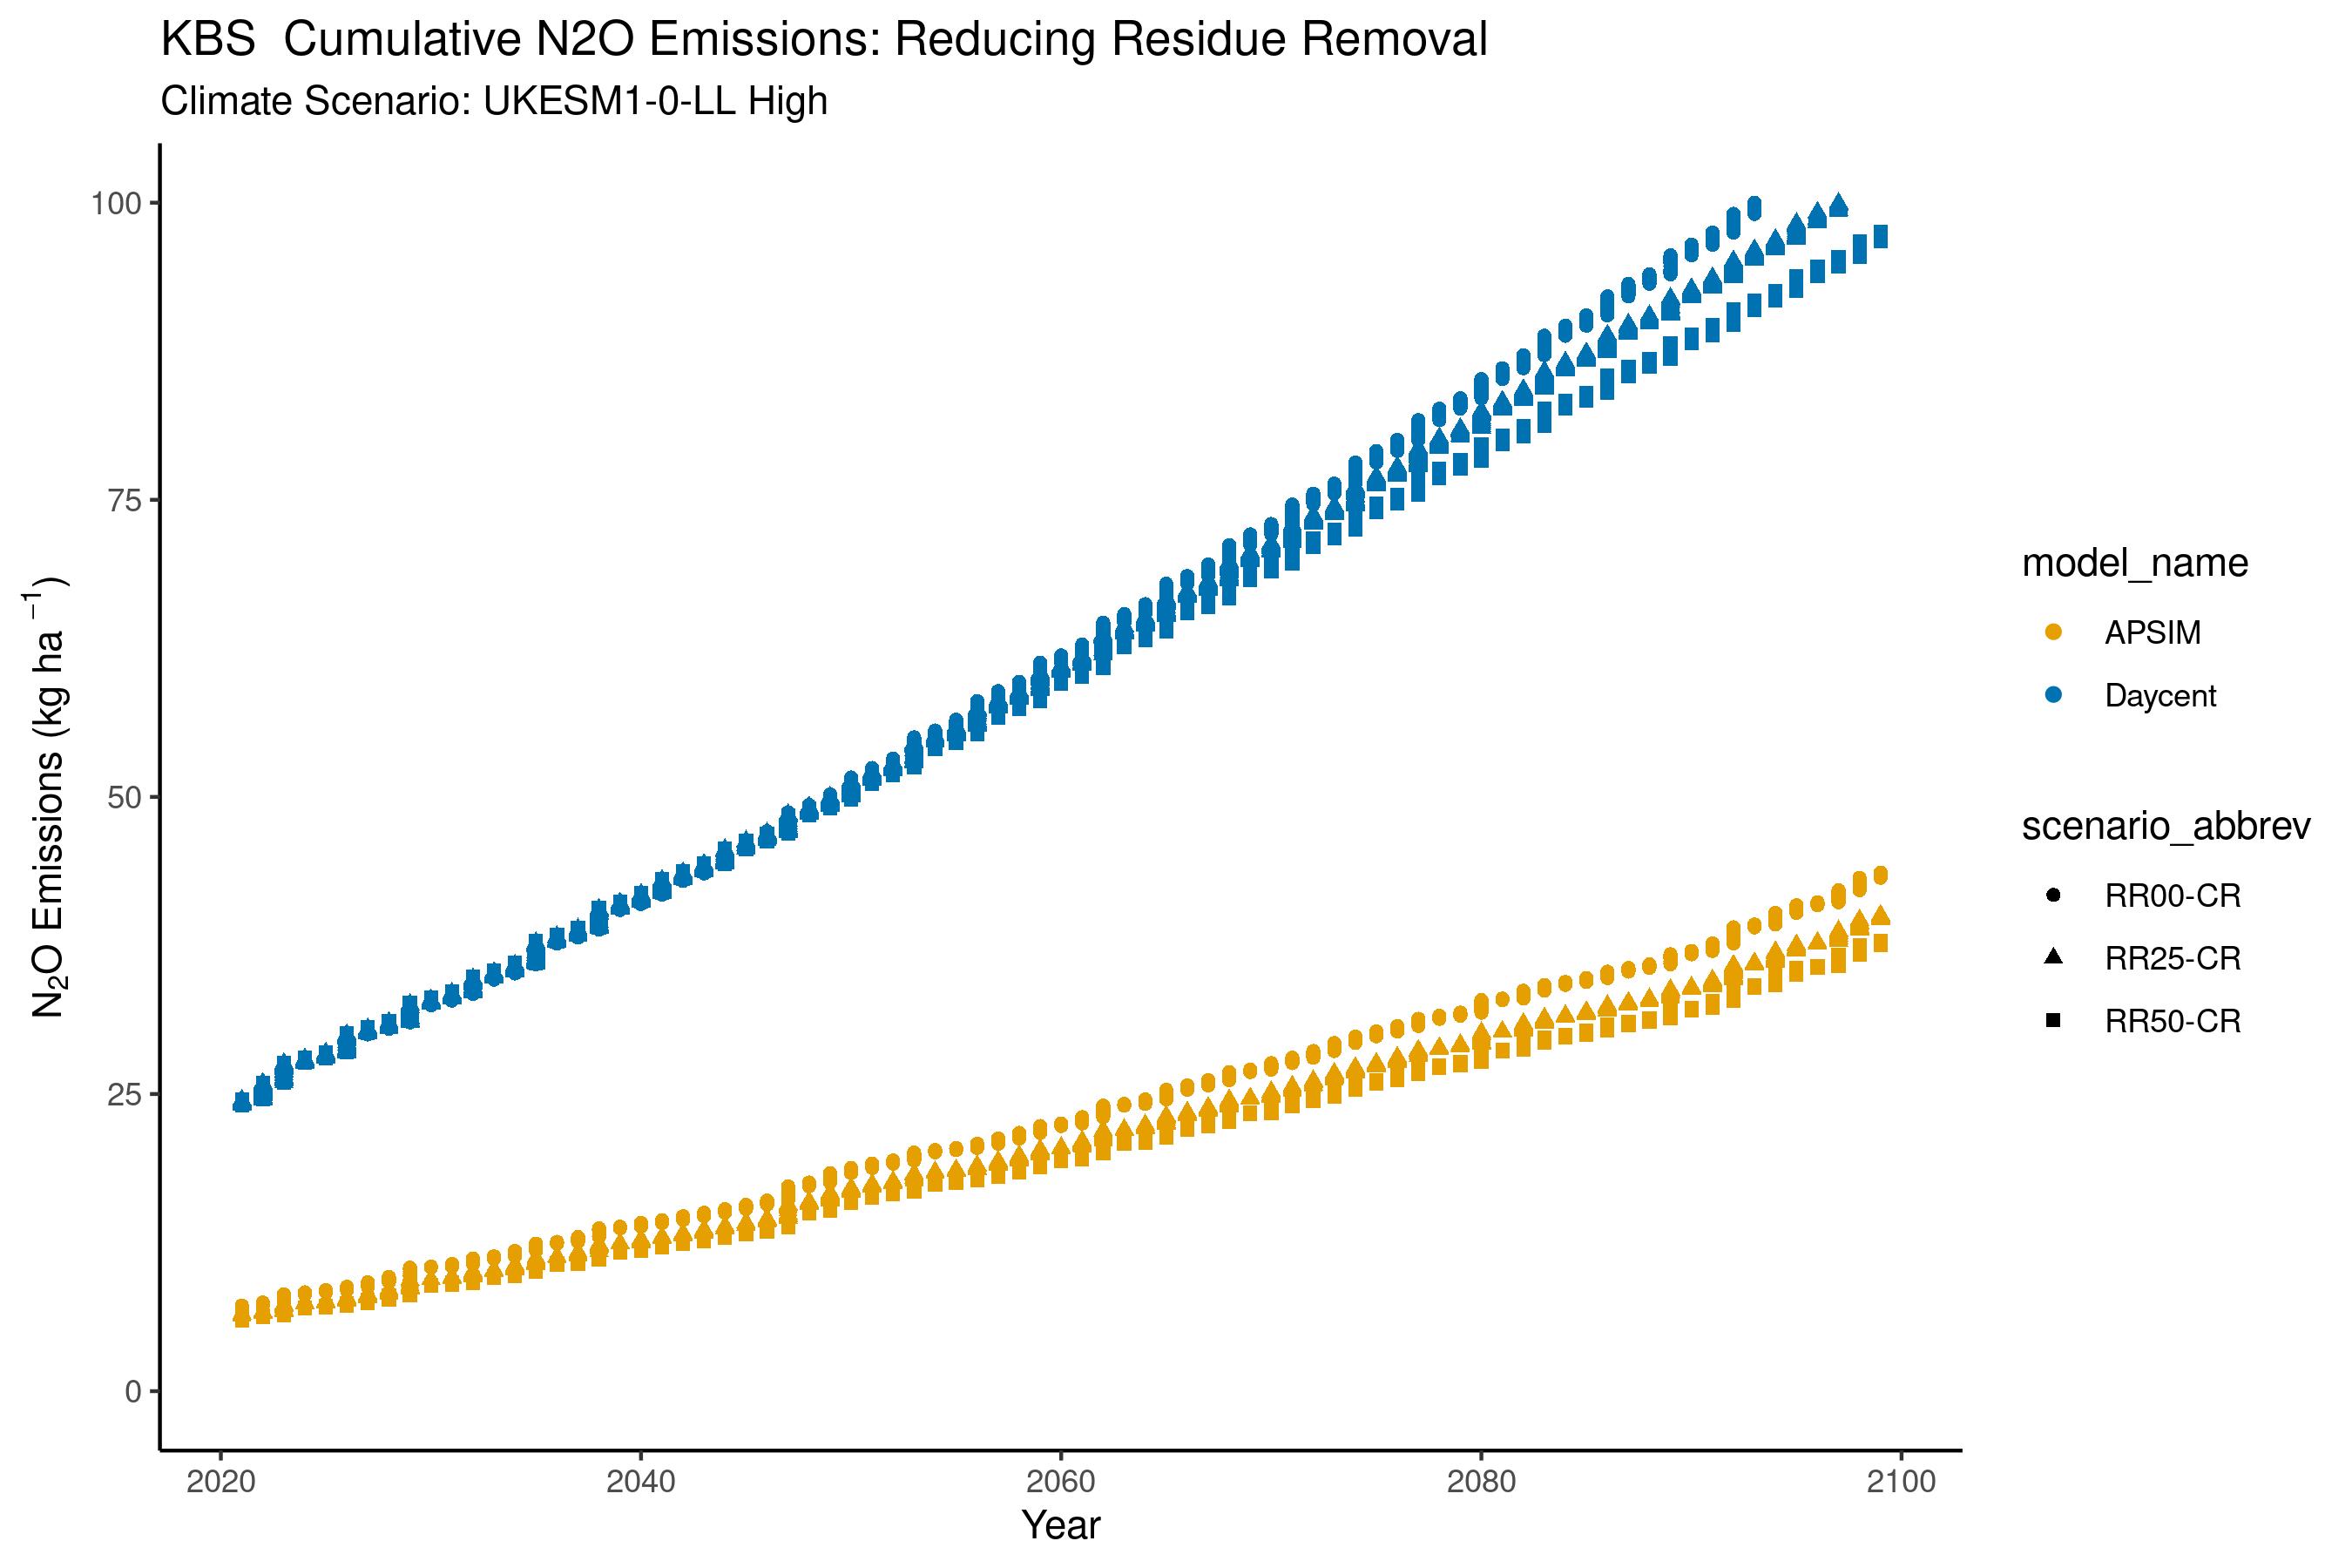 KBS  Cumulative N2O Emissions: Reducing Residue Removal
Climate Scenario: UKESM1-0-LL High
N₂O Emissions (kg ha ⁻¹)
100
75
50
25
0
2020 2040 2060 2080 2100
Year
model_name
APSIM
Daycent
scenario_abbrev
RR00-CR
RR25-CR
RR50-CR